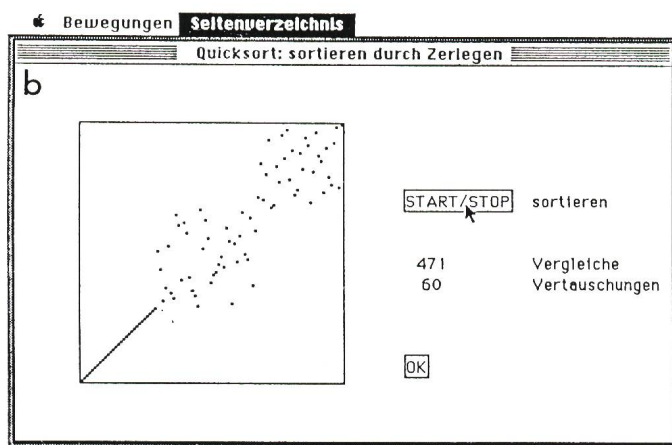 Bewegungen Seitenverzeichnis
Quicksort: sortieren durch Zerlegen
b
START/STOP sortieren
471 Vergleiche
60 Vertauschungen
OK